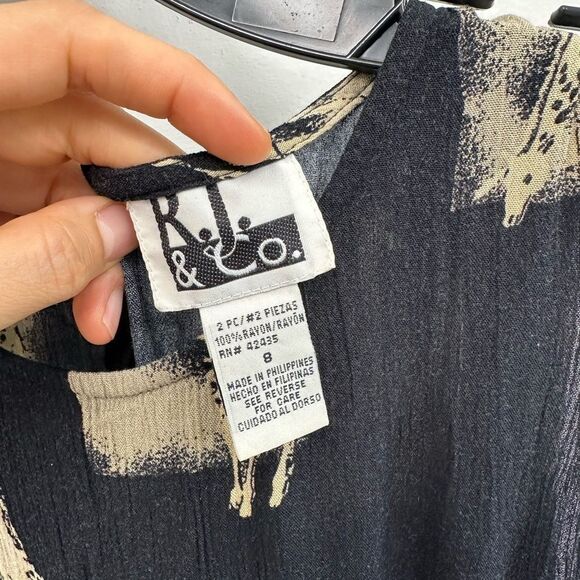 R.J.
& Co.
2 PC/#2 PIEZAS
100%RAYON/RAYÓN
RN# 42435
8
MADE IN PHILIPPINES
HECHO EN FILIPINAS
SEE REVERSE
FOR CARE
CUIDADO AL DORSO